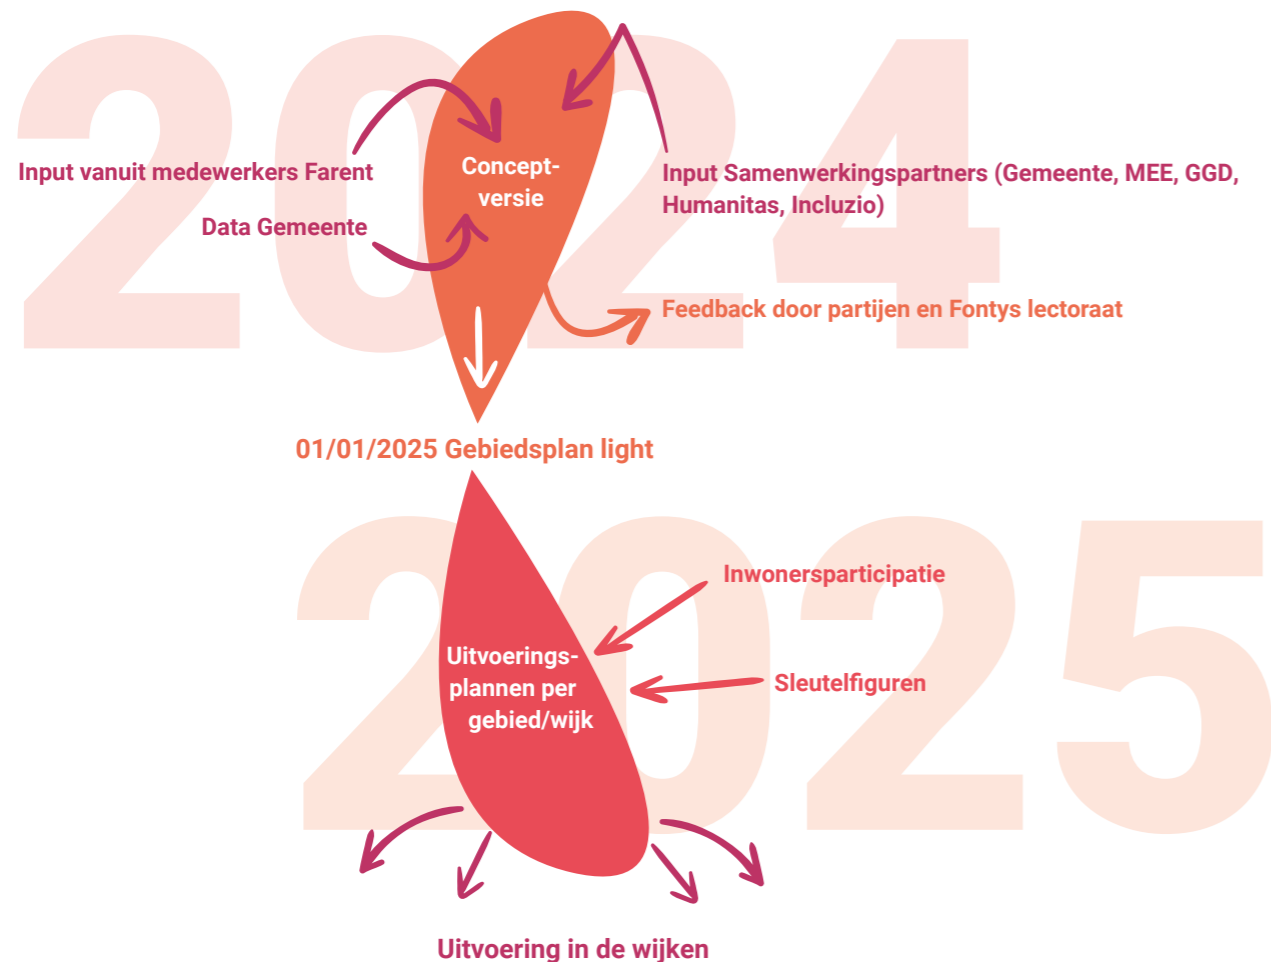 2024
Concept-
versie
Input vanuit medewerkers Farent
Data Gemeente
Input Samenwerkingspartners (Gemeente, MEE, GGD,
Humanitas, Incluzio)
Feedback door partijen en Fontys lectoraat
01/01/2025 Gebiedsplan light
2025
Inwonersparticipatie
Sleutelfiguren
Uitvoerings-
plannen per
gebied/wijk
Uitvoering in de wijken